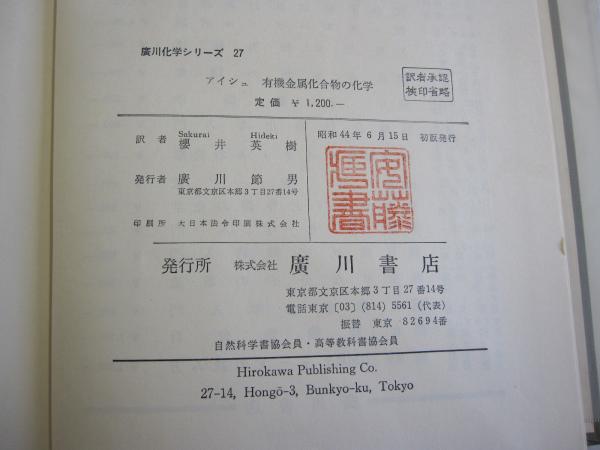 廣川化学シリーズ 27
アイシュ 有機金属化合物の化学
定価 ¥1,200.—
訳者承認
検印省略
Sakurai Hideki
訳者 櫻井英樹
発行者 廣川節男
東京都文京区本郷3丁目27番14号
印刷所 大日本法令印刷株式会社
昭和44年6月15日 初版発行
安藤
蔵書
発行所 株式会社 廣川書店
東京都文京区本郷3丁目27番14号
電話東京〔03〕(814) 5561 (代表)
振替 東京 82694番
自然科学書協会員・高等教科書協会員
Hirokawa Publishing Co.
27-14, Hongō-3, Bunkyo-ku, Tokyo